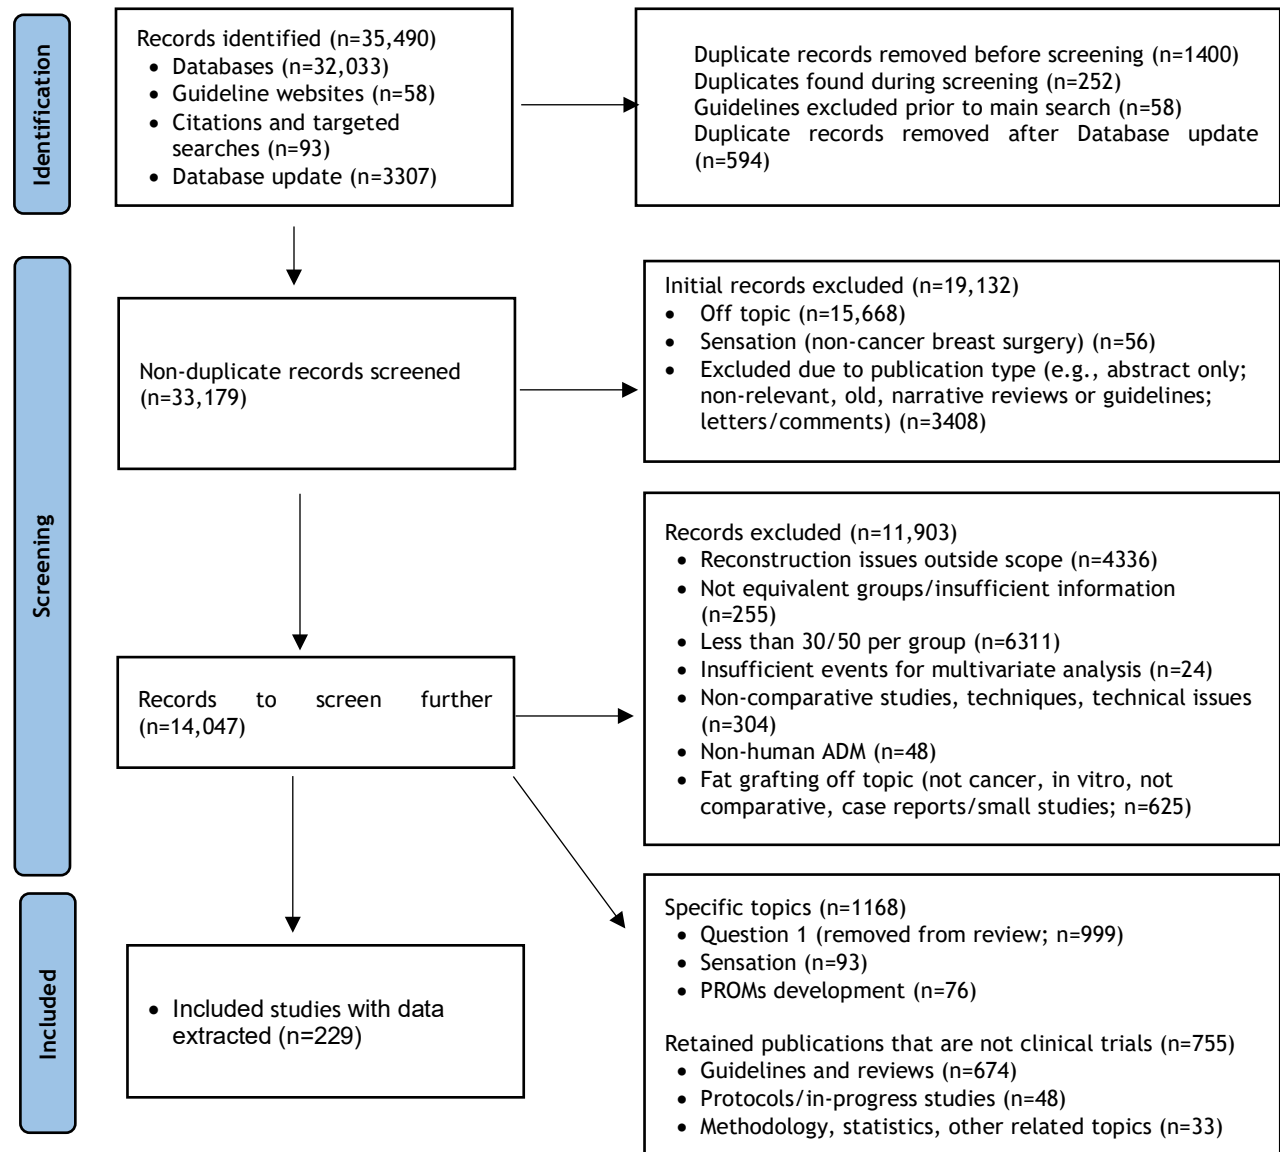 Identification
Records identified (n=35,490)
• Databases (n=32,033)
• Guideline websites (n=58)
• Citations and targeted
searches (n=93)
• Database update (n=3307)
Duplicate records removed before screening (n=1400)
Duplicates found during screening (n=252)
Guidelines excluded prior to main search (n=58)
Duplicate records removed after Database update
(n=594)
Screening
Non-duplicate records screened
(n=33,179)
Initial records excluded (n=19,132)
• Off topic (n=15,668)
• Sensation (non-cancer breast surgery) (n=56)
• Excluded due to publication type (e.g., abstract only;
non-relevant, old, narrative reviews or guidelines;
letters/comments) (n=3408)
Records to screen further
(n=14,047)
Records excluded (n=11,903)
• Reconstruction issues outside scope (n=4336)
• Not equivalent groups/insufficient information
(n=255)
• Less than 30/50 per group (n=6311)
• Insufficient events for multivariate analysis (n=24)
• Non-comparative studies, techniques, technical issues
(n=304)
• Non-human ADM (n=48)
• Fat grafting off topic (not cancer, in vitro, not
comparative, case reports/small studies; n=625)
Included
• Included studies with data
extracted (n=229)
Specific topics (n=1168)
• Question 1 (removed from review; n=999)
• Sensation (n=93)
• PROMs development (n=76)
Retained publications that are not clinical trials (n=755)
• Guidelines and reviews (n=674)
• Protocols/in-progress studies (n=48)
• Methodology, statistics, other related topics (n=33)